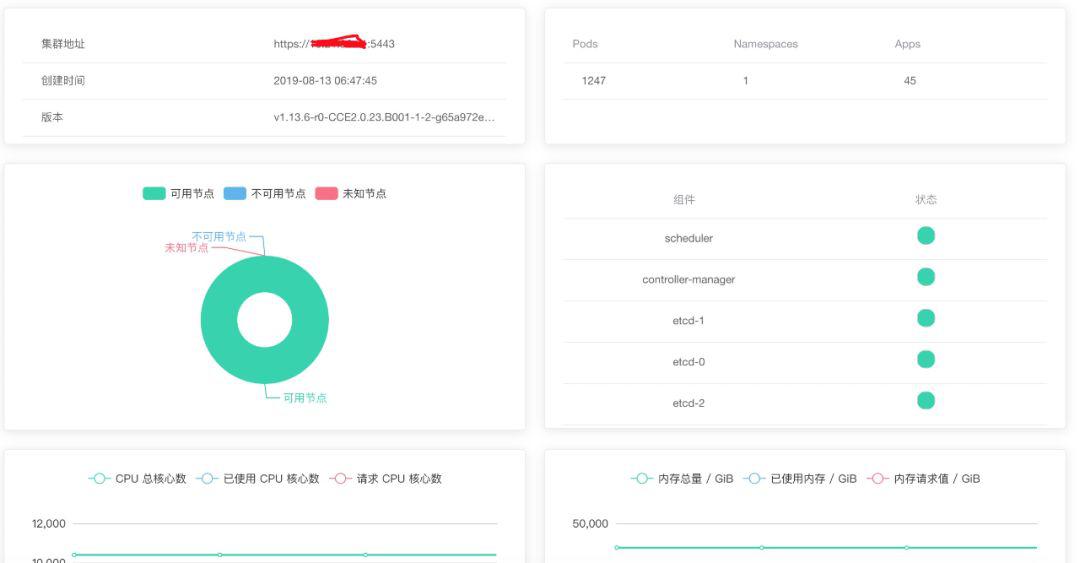 集群地址 https:// :5443
创建时间 2019-08-13 06:47:45
版本 v1.13.6-r0-CCE2.0.23.B001-1-2-g65a972e...
Pods Namespaces Apps
1247 1 45
可用节点 不可用节点 未知节点
不可用节点
未知节点
可用节点
组件 状态
scheduler
controller-manager
etcd-1
etcd-0
etcd-2
CPU 总核心数 已使用 CPU 核心数 请求 CPU 核心数
12,000
10,000
内存总量 / GiB 已使用内存 / GiB 内存请求值 / GiB
50,000